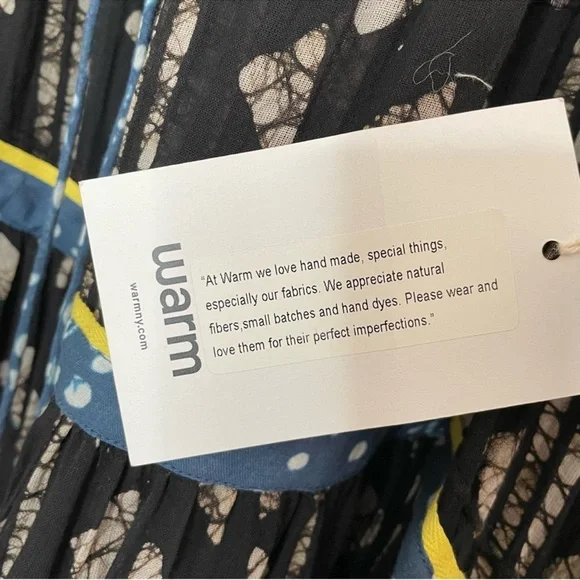 warm
warmny.com
“At Warm we love hand made, special things,
especially our fabrics. We appreciate natural
fibers,small batches and hand dyes. Please wear and
love them for their perfect imperfections.”